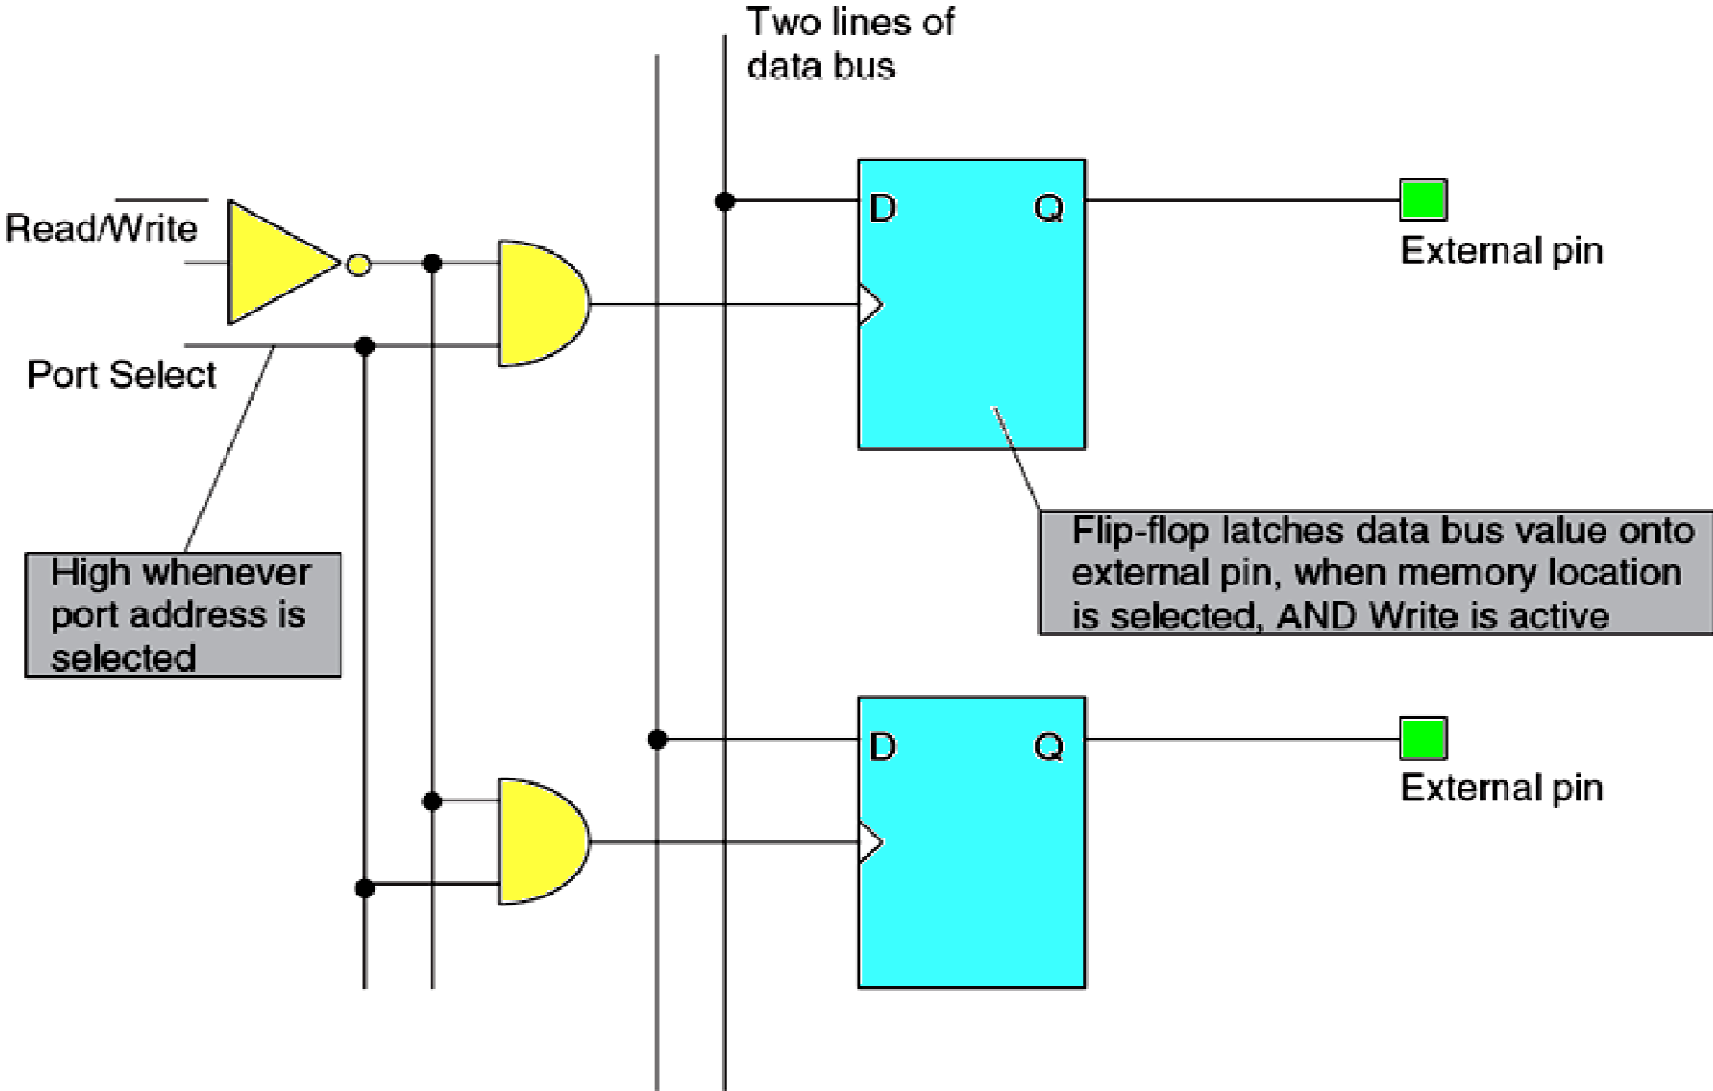 Two lines of
data bus
Read/Write
D
Q
External pin
Port Select
Flip-flop latches data bus value onto
external pin, when memory location
is selected, AND Write is active
High whenever
port address is
selected
D
Q
External pin